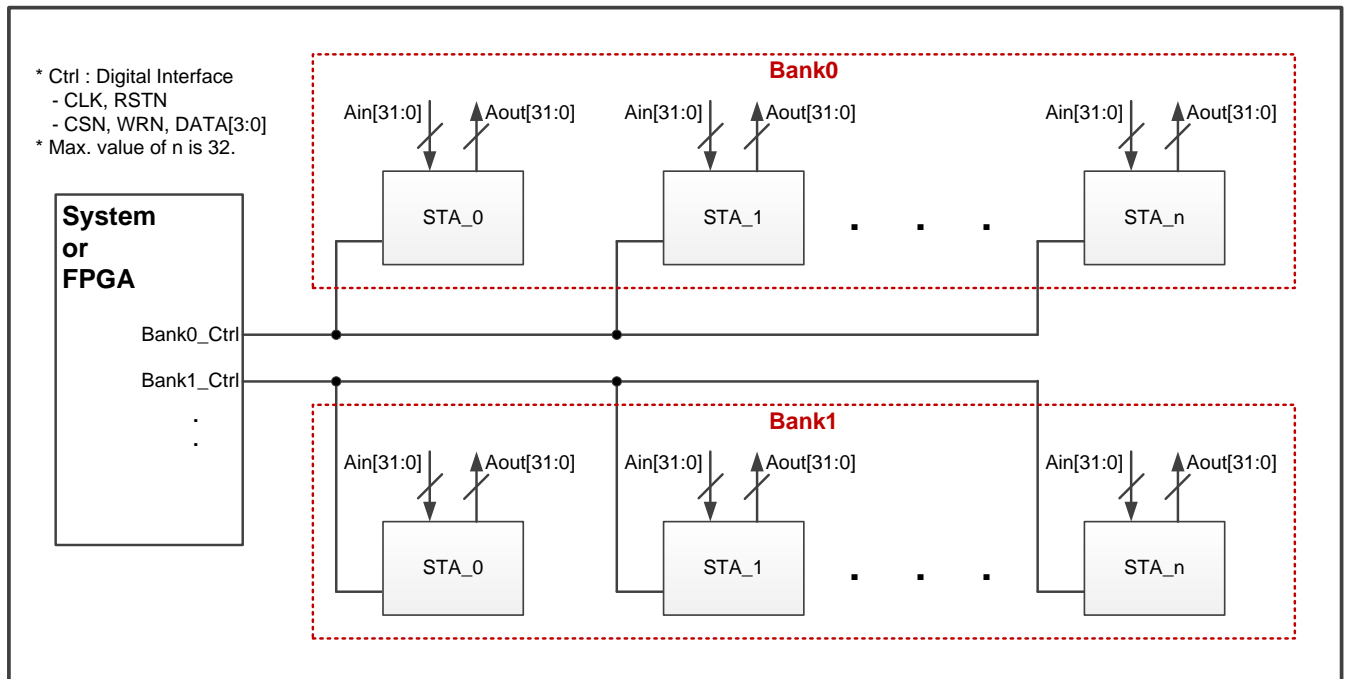 * Ctrl : Digital Interface
- CLK, RSTN
- CSN, WRN, DATA[3:0]
* Max. value of n is 32.
Bank0
Ain[31:0] Aout[31:0] Ain[31:0] Aout[31:0] Ain[31:0] Aout[31:0]
STA_0 STA_1 . . . STA_n
System
or
FPGA
Bank0_Ctrl
Bank1_Ctrl
.
.
Bank1
Ain[31:0] Aout[31:0] Ain[31:0] Aout[31:0] Ain[31:0] Aout[31:0]
STA_0 STA_1 . . . STA_n